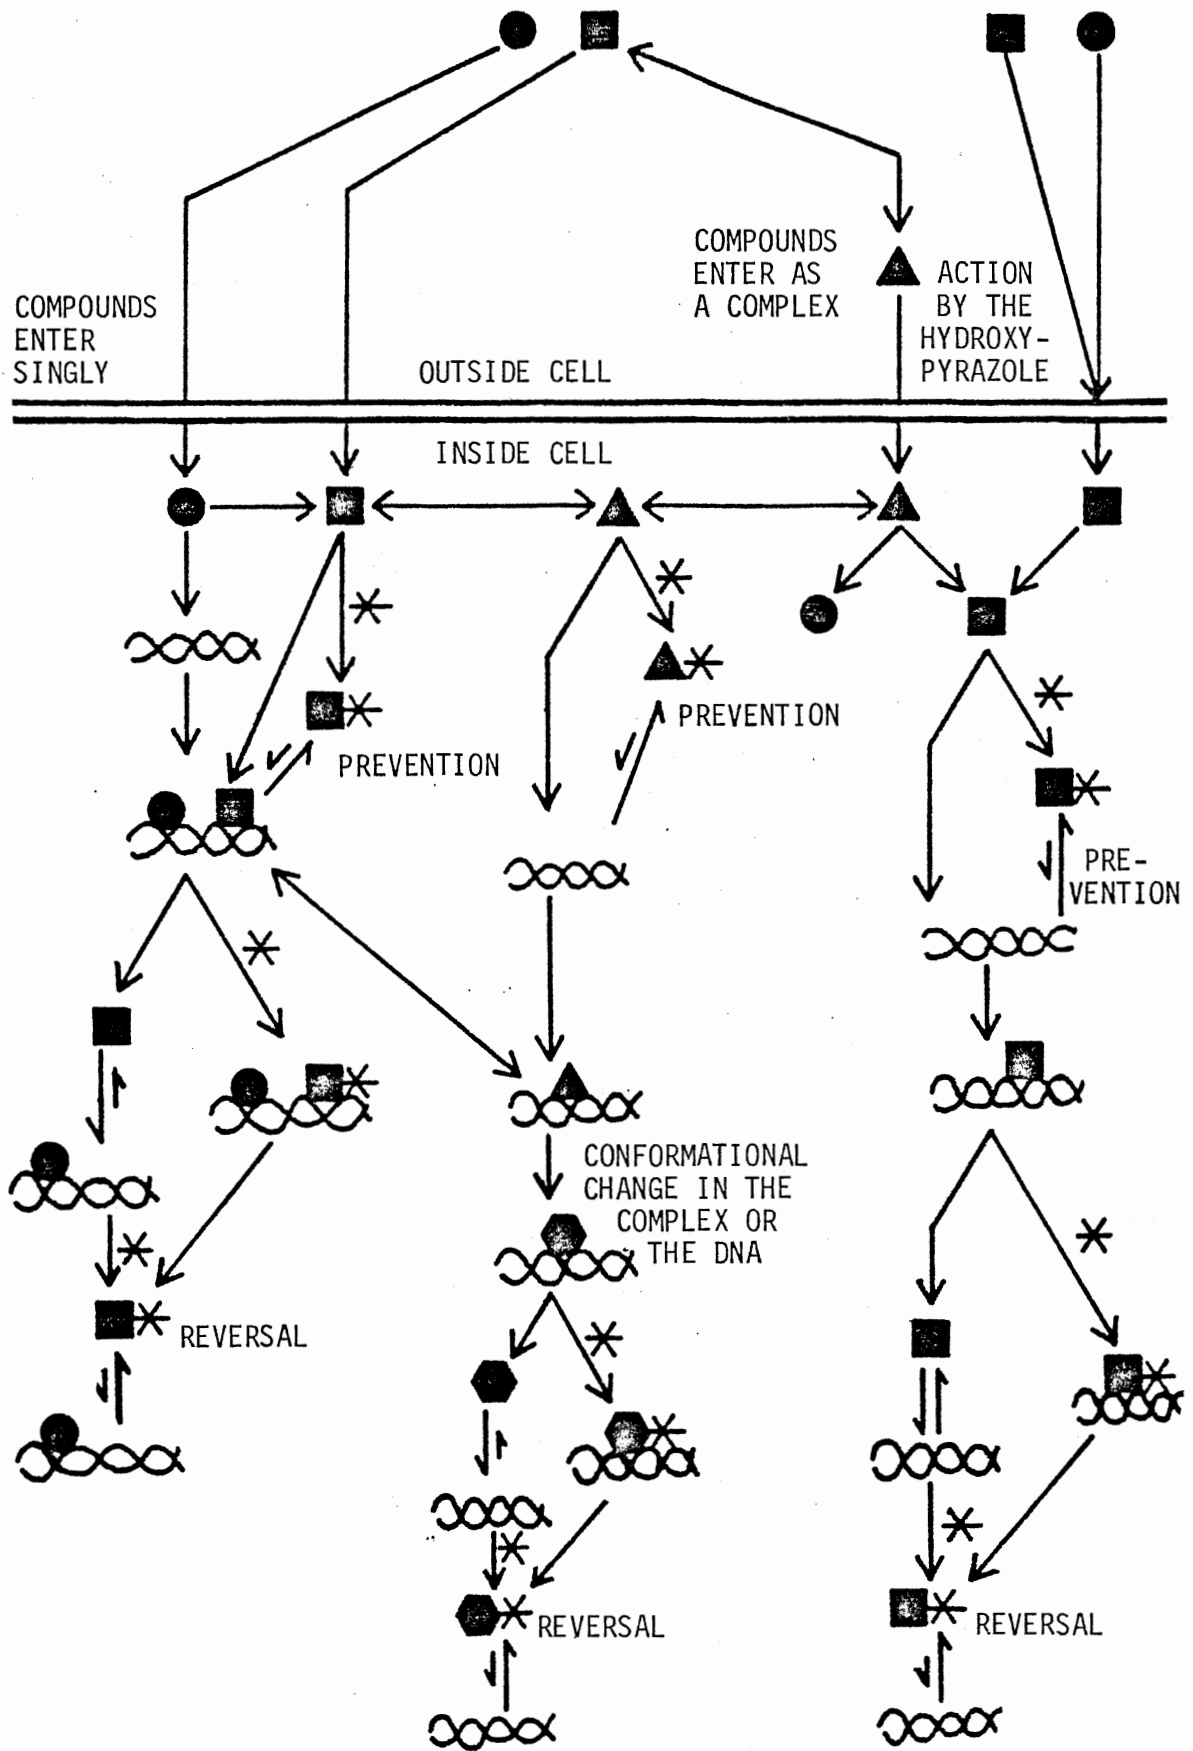 COMPOUNDS
ENTER AS
A COMPLEX
ACTION
BY THE
HYDROXY-
PYRAZOLE
COMPOUNDS
ENTER
SINGLY
OUTSIDE CELL
INSIDE CELL
PREVENTION
PREVENTION
PRE-
VENTION
CONFORMATIONAL
CHANGE IN THE
COMPLEX OR
THE DNA
REVERSAL
REVERSAL
REVERSAL